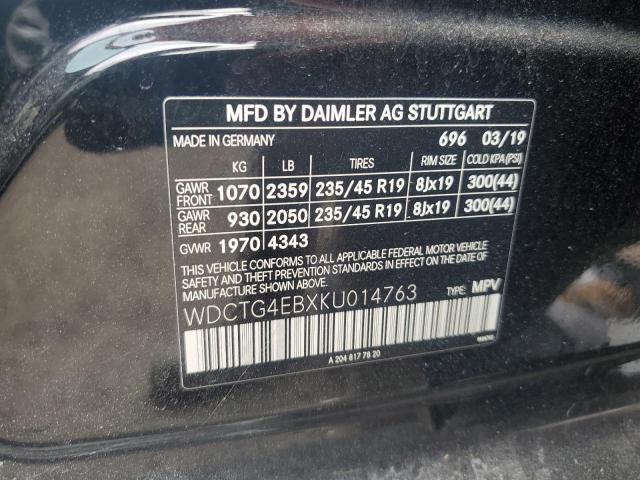 MFD BY DAIMLER AG STUTTGART
MADE IN GERMANY 696 03/19
KG LB TIRES RIM SIZE COLD KPA(PSI)
GAWR FRONT 1070 2359 235/45 R19 8Jx19 300(44)
GAWR REAR 930 2050 235/45 R19 8Jx19 300(44)
GVWR 1970 4343
THIS VEHICLE CONFORMS TO ALL APPLICABLE FEDERAL MOTOR VEHICLE
SAFETY AND THEFT PREVENTION STANDARDS IN EFFECT ON THE DATE OF
MANUFACTURE SHOWN ABOVE.
WDCTG4EBXKU014763 TYPE: MPV
A 204 817 78 20